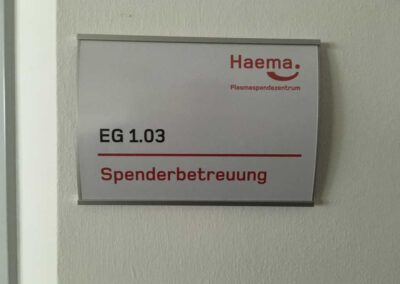 Haema.
Plasmaspendezentrum
EG 1.03
Spenderbetreuung